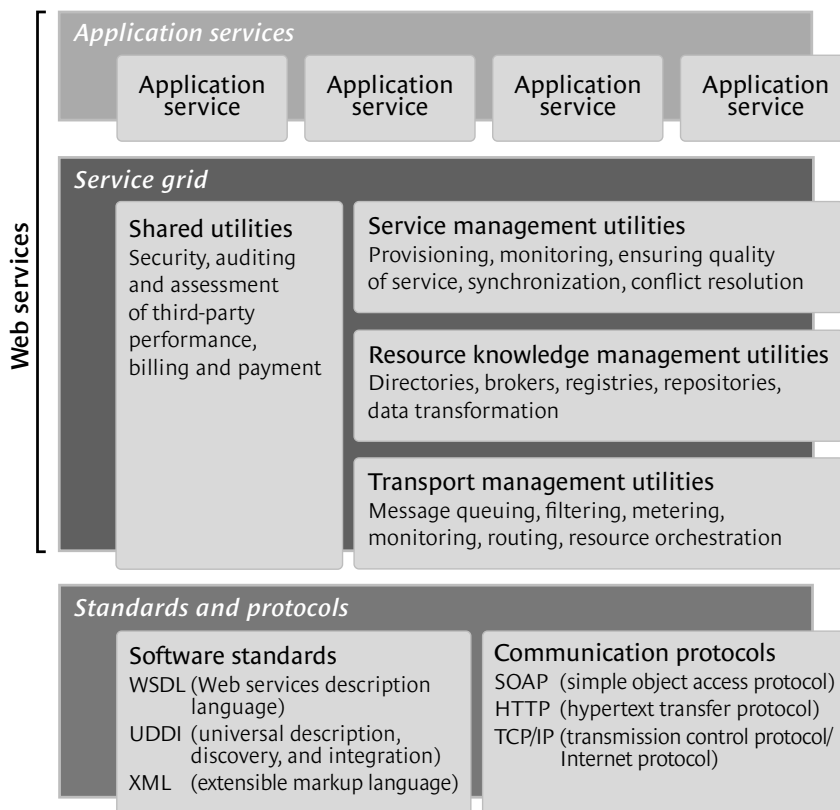 Web services
Application services
Application
service
Application
service
Application
service
Application
service
Service grid
Shared utilities
Security, auditing
and assessment
of third-party
performance,
billing and payment
Service management utilities
Provisioning, monitoring, ensuring quality
of service, synchronization, conflict resolution
Resource knowledge management utilities
Directories, brokers, registries, repositories,
data transformation
Transport management utilities
Message queuing, filtering, metering,
monitoring, routing, resource orchestration
Standards and protocols
Software standards
WSDL (Web services description
language)
UDDI (universal description,
discovery, and integration)
XML (extensible markup language)
Communication protocols
SOAP (simple object access protocol)
HTTP (hypertext transfer protocol)
TCP/IP (transmission control protocol/
Internet protocol)